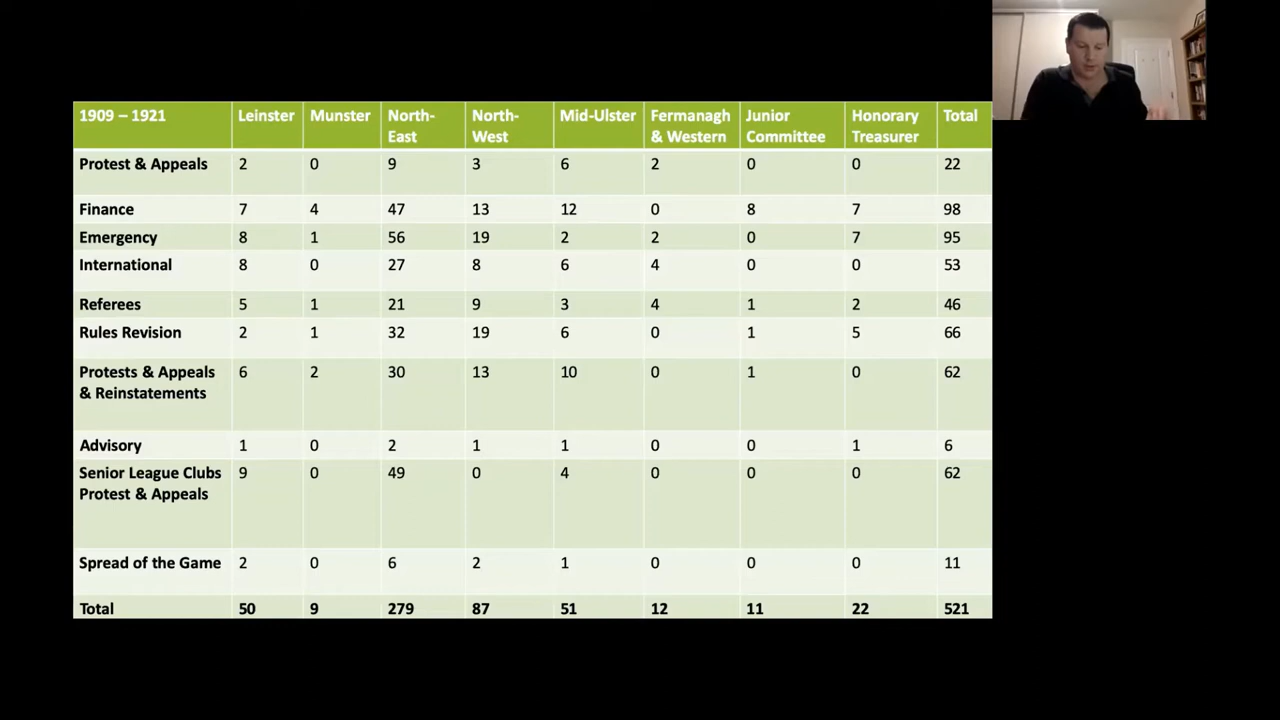 1909 – 1921 Leinster Munster North-East North-West Mid-Ulster Fermanagh & Western Junior Committee Honorary Treasurer Total
Protest & Appeals 2 0 9 3 6 2 0 0 22
Finance 7 4 47 13 12 0 8 7 98
Emergency 8 1 56 19 2 2 0 7 95
International 8 0 27 8 6 4 0 0 53
Referees 5 1 21 9 3 4 1 2 46
Rules Revision 2 1 32 19 6 0 1 5 66
Protests & Appeals & Reinstatements 6 2 30 13 10 0 1 0 62
Advisory 1 0 2 1 1 0 0 1 6
Senior League Clubs Protest & Appeals 9 0 49 0 4 0 0 0 62
Spread of the Game 2 0 6 2 1 0 0 0 11
Total 50 9 279 87 51 12 11 22 521